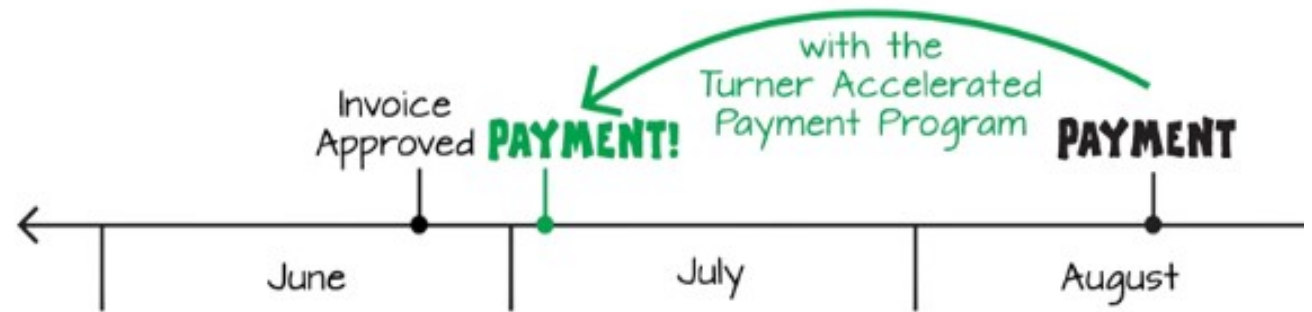 with the
Turner Accelerated
Payment Program
Invoice
Approved
PAYMENT!
PAYMENT
June
July
August